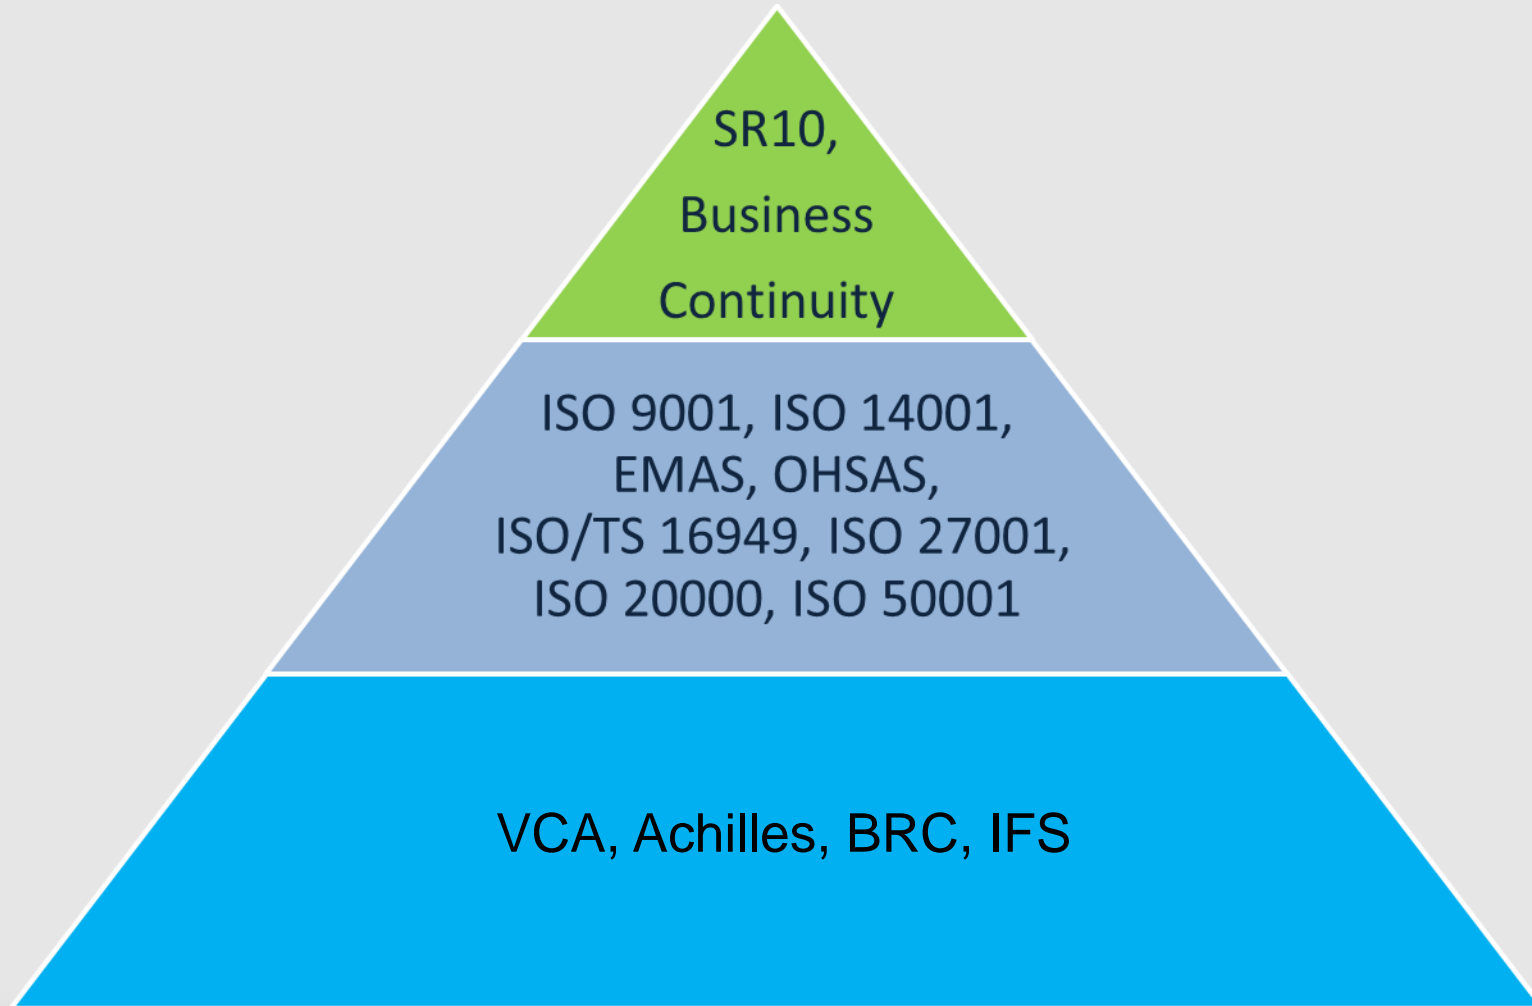 SR10,
Business
Continuity
ISO 9001, ISO 14001,
EMAS, OHSAS,
ISO/TS 16949, ISO 27001,
ISO 20000, ISO 50001
VCA, Achilles, BRC, IFS